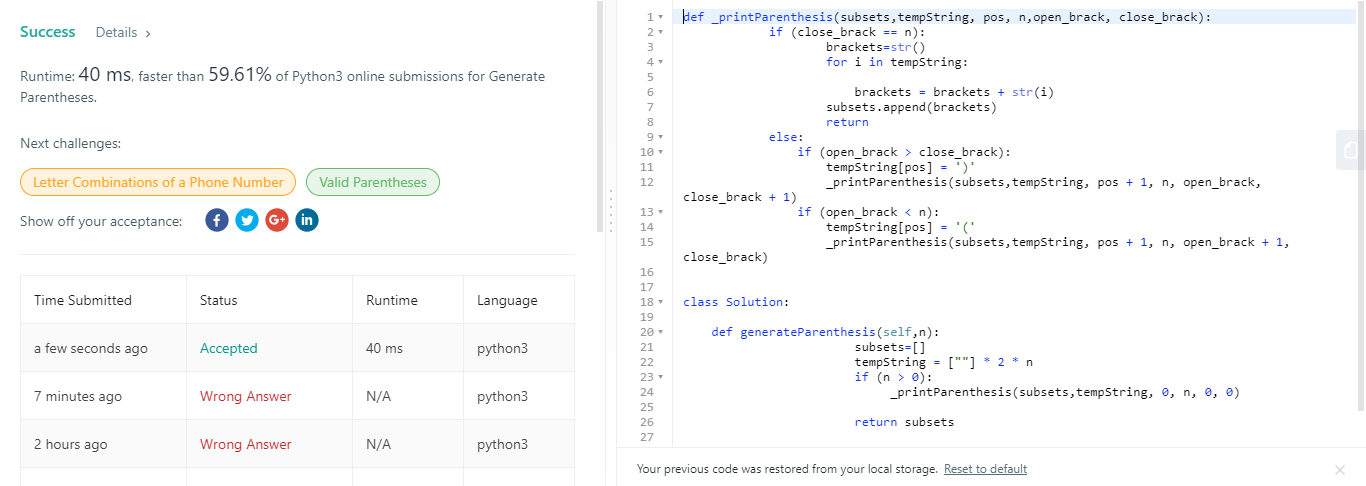 Success Details >
Runtime: 40 ms, faster than 59.61% of Python3 online submissions for Generate
Parentheses.
Next challenges:
Letter Combinations of a Phone Number Valid Parentheses
Show off your acceptance: f G+ in
Time Submitted Status Runtime Language
a few seconds ago Accepted 40 ms python3
7 minutes ago Wrong Answer N/A python3
2 hours ago Wrong Answer N/A python3
1 def _printParenthesis(subsets,tempString, pos, n,open_brack, close_brack):
2 if (close_brack == n):
3 brackets=str()
4 for i in tempString:
5
6 brackets = brackets + str(i)
7 subsets.append(brackets)
8 return
9 else:
10 if (open_brack > close_brack):
11 tempString[pos] = ')'
12 _printParenthesis(subsets,tempString, pos + 1, n, open_brack,
close_brack + 1)
13 if (open_brack < n):
14 tempString[pos] = '('
15 _printParenthesis(subsets,tempString, pos + 1, n, open_brack + 1,
close_brack)
16
17
18 class Solution:
19
20 def generateParenthesis(self,n):
21 subsets=[]
22 tempString = [""] * 2 * n
23 if (n > 0):
24 _printParenthesis(subsets,tempString, 0, n, 0, 0)
25
26 return subsets
27
Your previous code was restored from your local storage. Reset to default ×